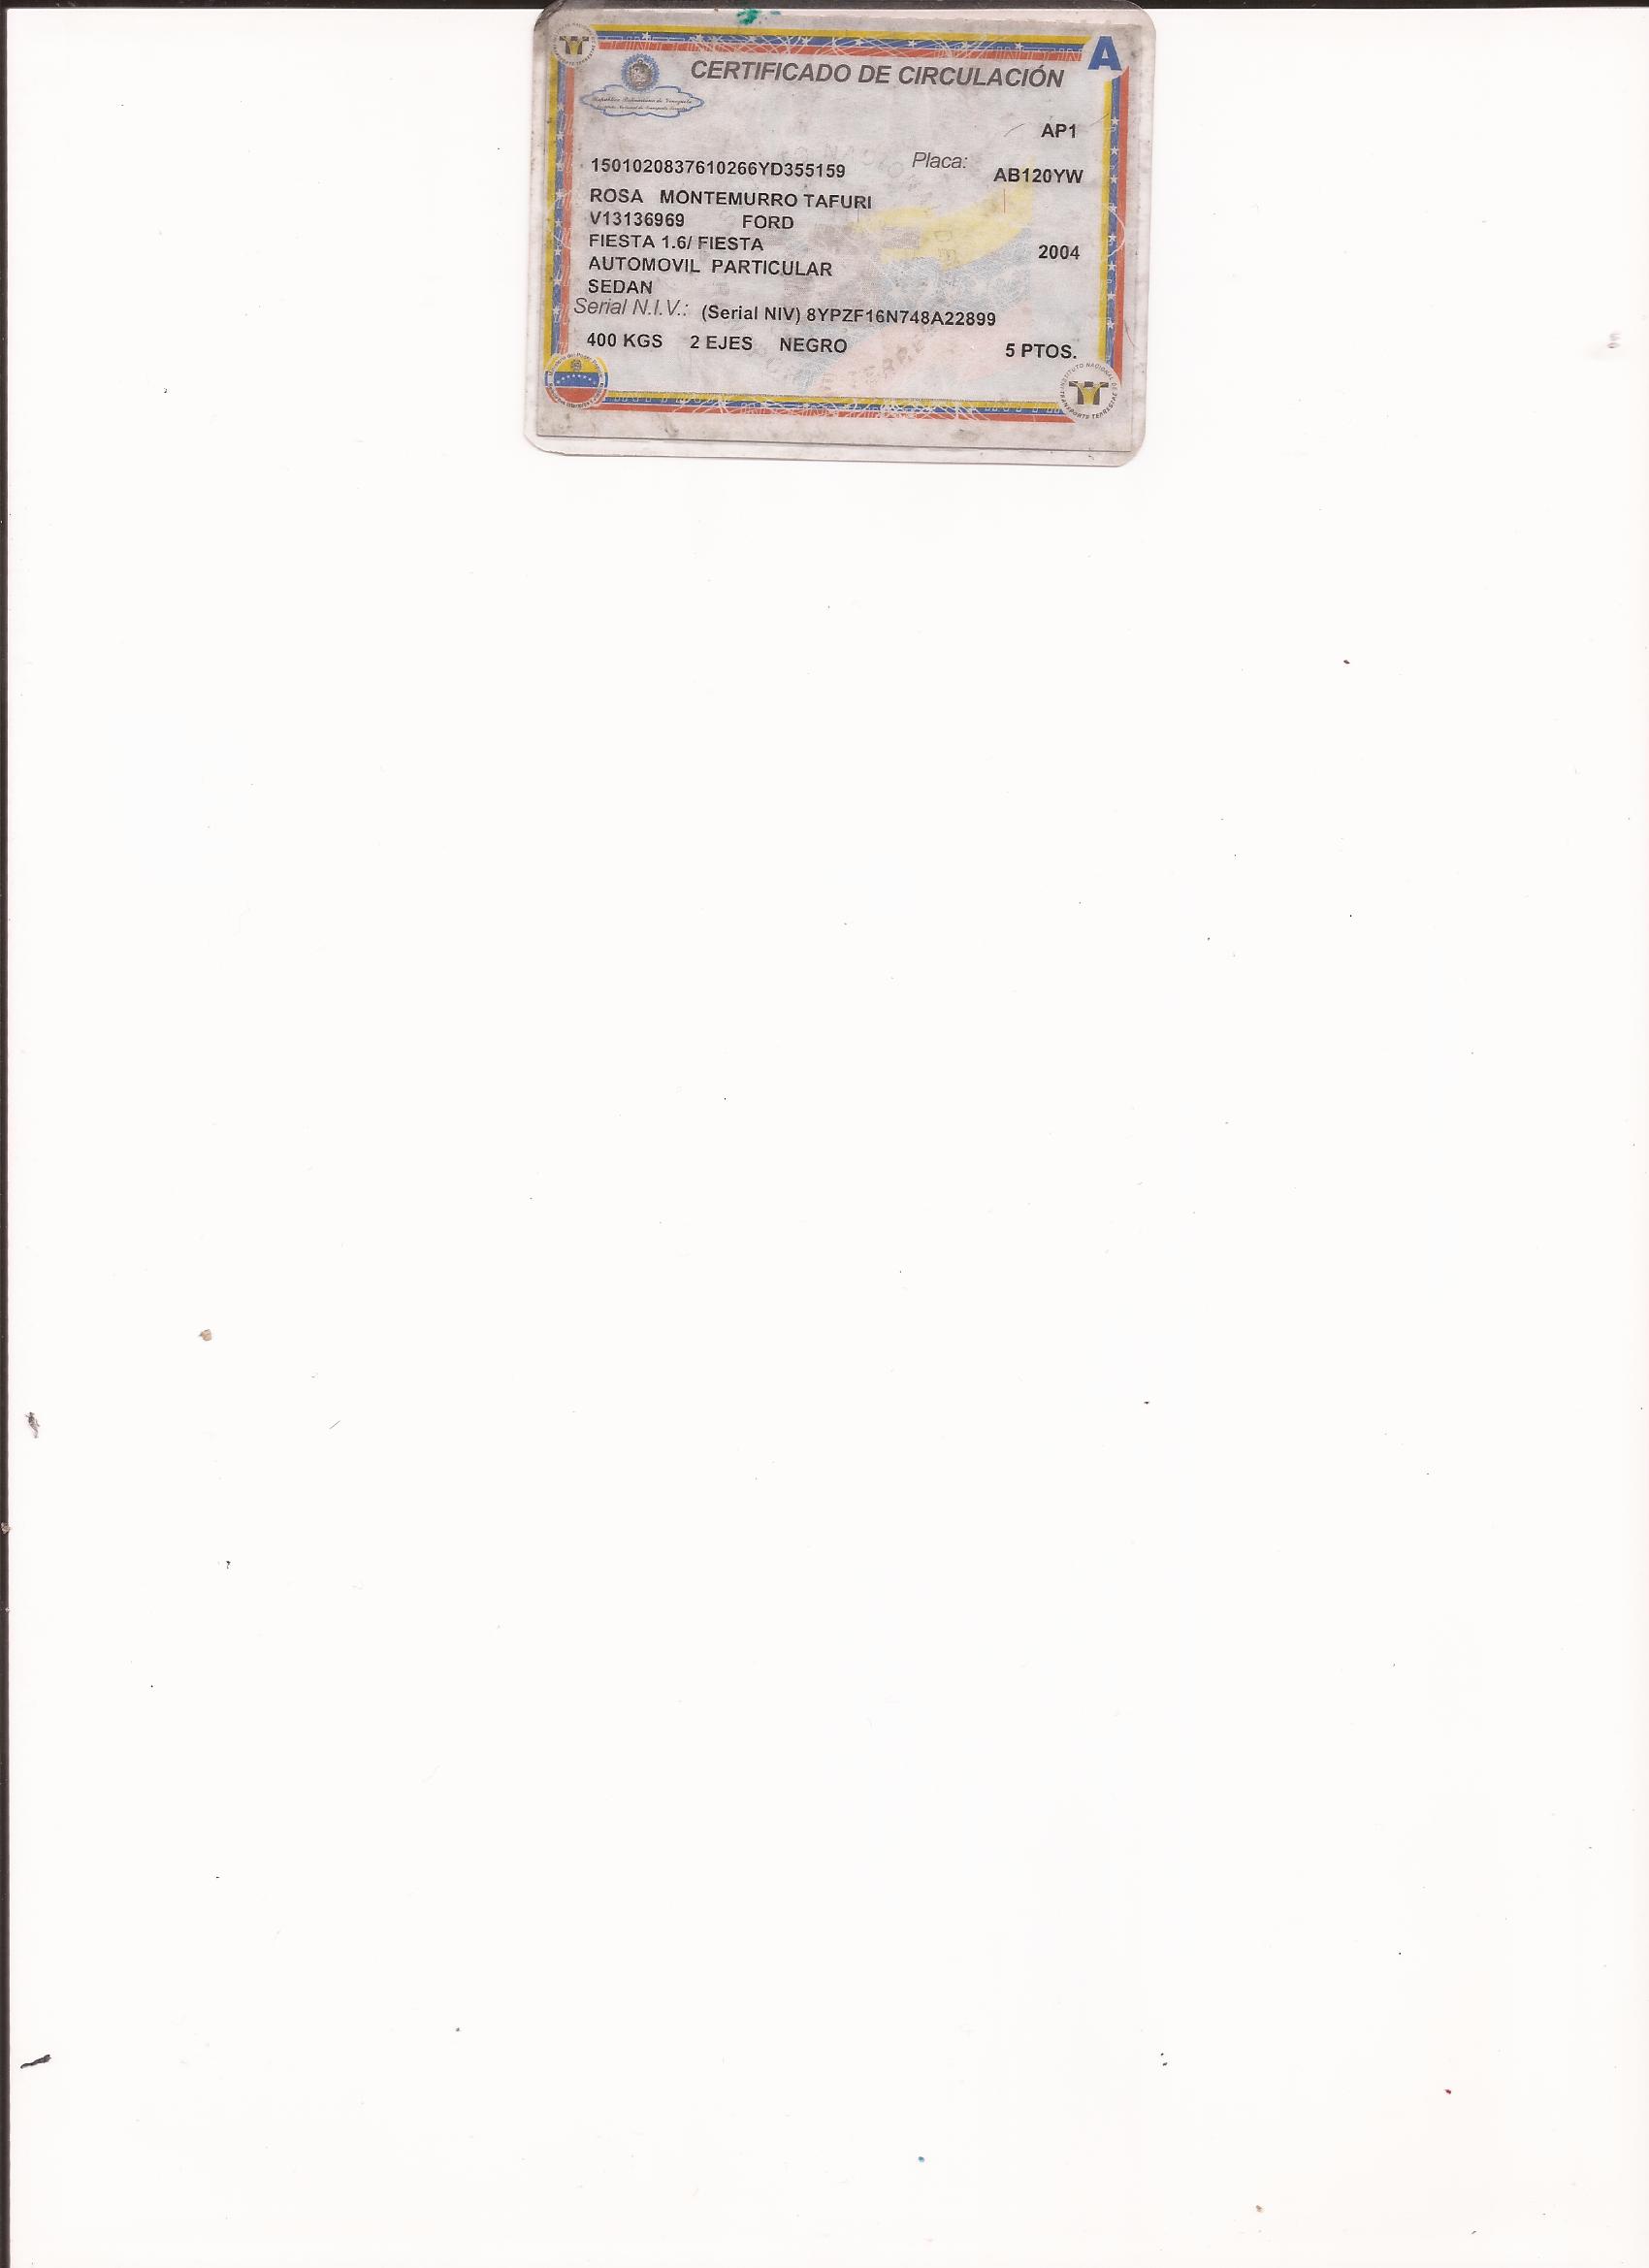 A
CERTIFICADO DE CIRCULACIÓN
República Bolivariana de Venezuela
AP1
Placa:
150102083761026​6YD355159
AB120YW
ROSA MONTEMURRO TAFURI
V13136969 FORD
FIESTA 1.6/ FIESTA
2004
AUTOMOVIL PARTICULAR
SEDAN
Serial N.I.V.: (Serial NIV) 8YPZF16N748A22899
400 KGS 2 EJES NEGRO
5 PTOS.
INSTITUTO NACIONAL DE TRANSPORTE TERRESTRE